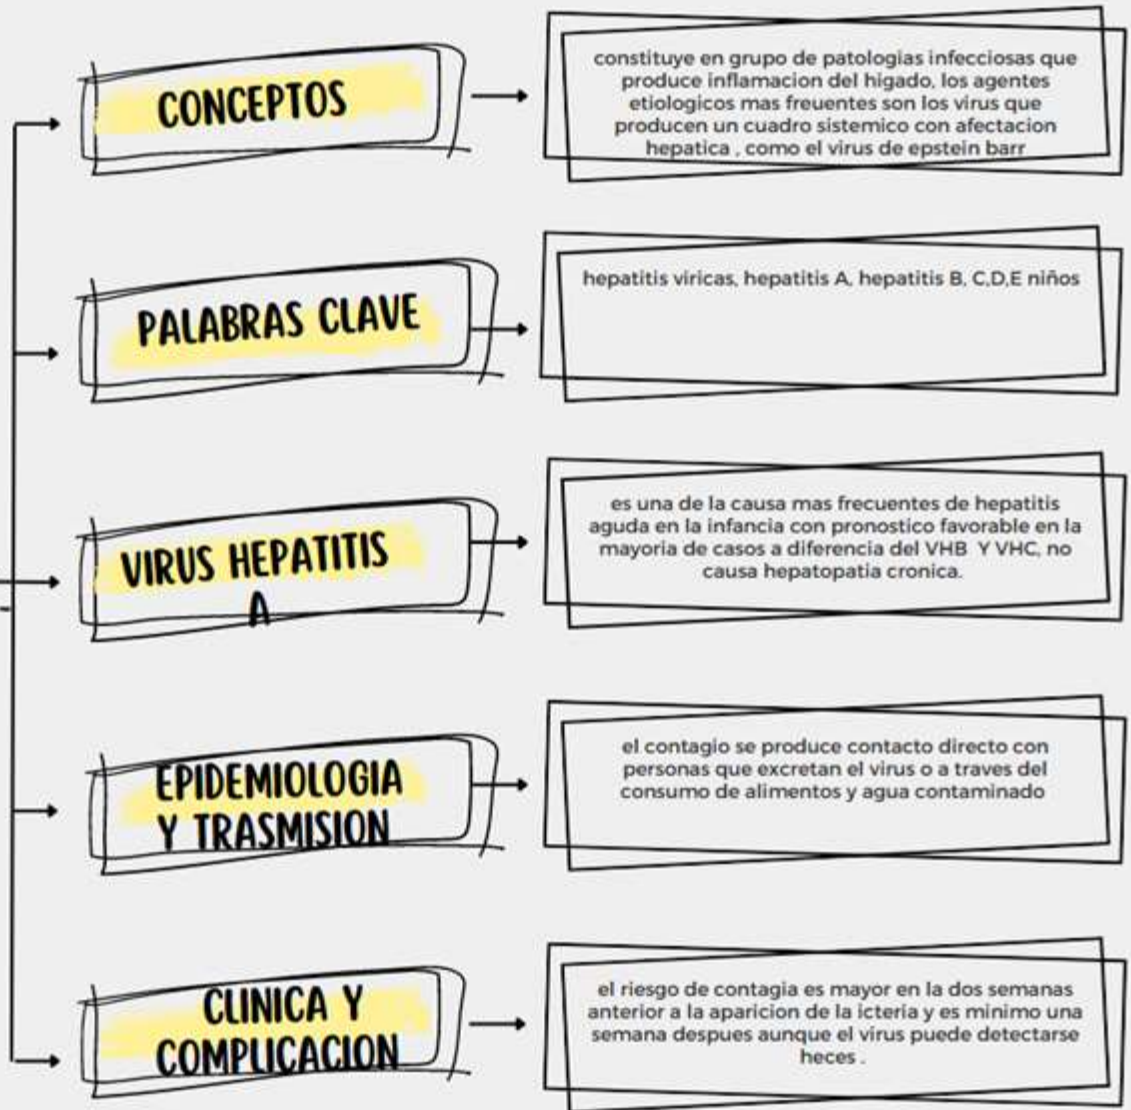 CONCEPTOS
constituye en grupo de patologias infecciosas que
produce inflamacion del higado, los agentes
etiologicos mas freuentes son los virus que
producen un cuadro sistemico con afectacion
hepatica , como el virus de epstein barr
PALABRAS CLAVE
hepatitis viricas, hepatitis A, hepatitis B, C,D,E niños
VIRUS HEPATITIS
A
es una de la causa mas frecuentes de hepatitis
aguda en la infancia con pronostico favorable en la
mayoria de casos a diferencia del VHB Y VHC, no
causa hepatopatia cronica.
EPIDEMIOLOGIA
Y TRASMISION
el contagio se produce contacto directo con
personas que excretan el virus o a traves del
consumo de alimentos y agua contaminado
CLINICA Y
COMPLICACION
el riesgo de contagia es mayor en la dos semanas
anterior a la aparicion de la icteria y es minimo una
semana despues aunque el virus puede detectarse
heces .